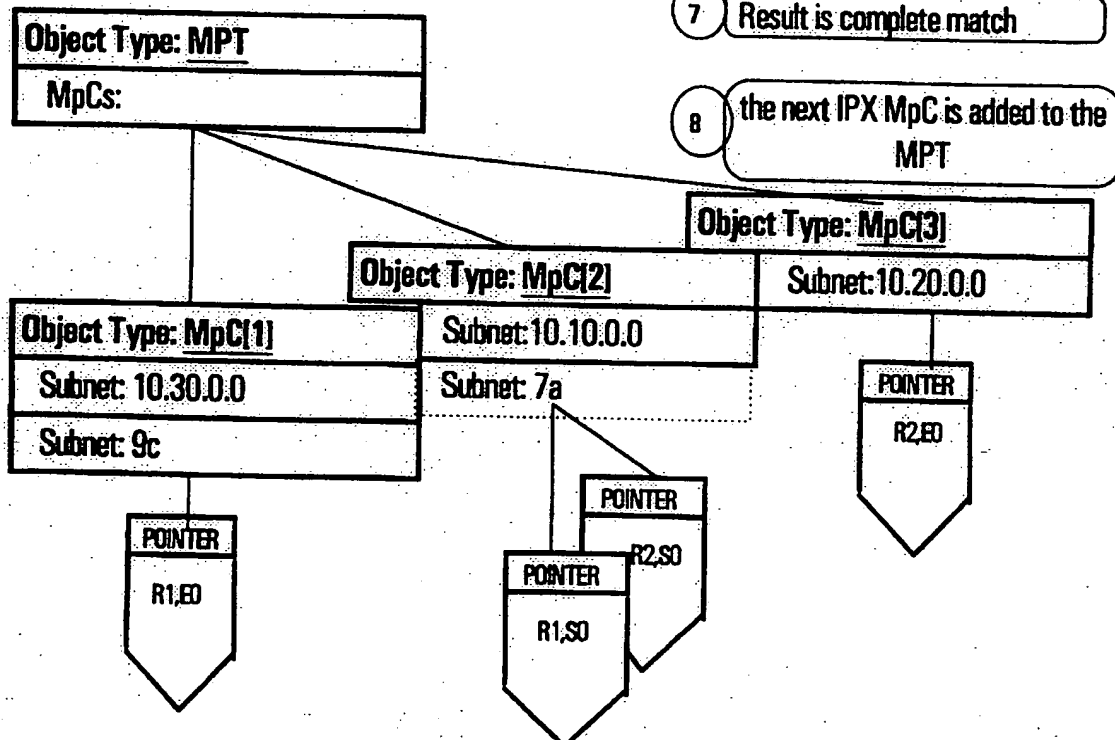 Object Type: MPT
MpCs:
7
Result is complete match
8
the next IPX MpC is added to the
MPT
Object Type: MpC[3]
Subnet:10.20.0.0
Object Type: MpC[2]
Subnet:10.10.0.0
Subnet: 7a
Object Type: MpC[1]
Subnet: 10.30.0.0
Subnet: 9c
POINTER
R2,E0
POINTER
R2,S0
POINTER
R1,E0
POINTER
R1,S0